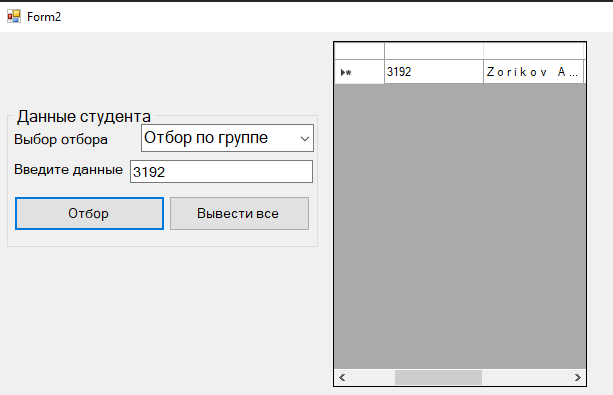 Form2
Данные студента
Выбор отбора
Отбор по группе
Введите данные
3192
Отбор
Вывести все
3192
Zorikov A...